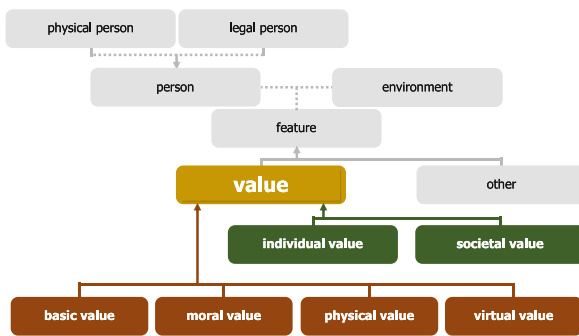 physical person
legal person
person
environment
feature
value
other
individual value
societal value
basic value
moral value
physical value
virtual value